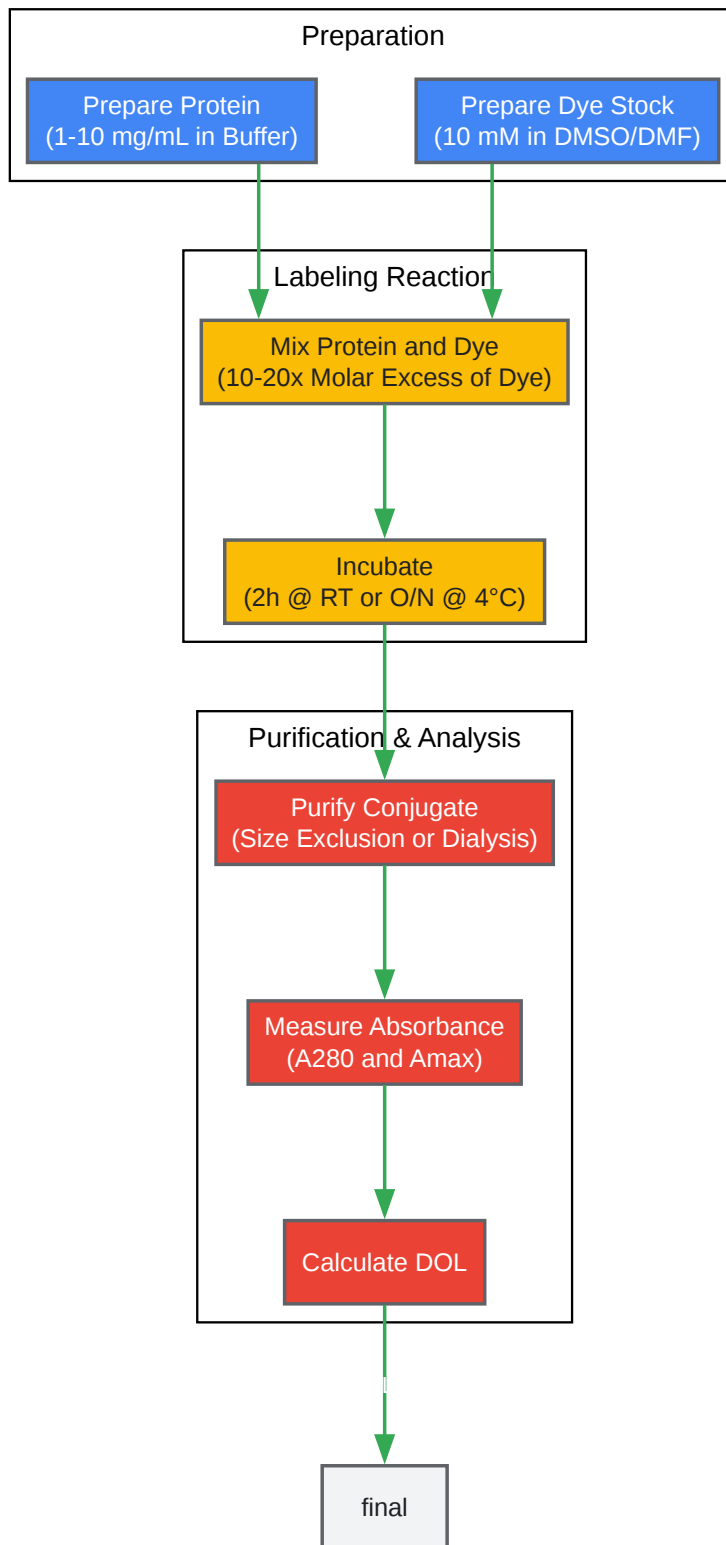 Preparation
Prepare Protein
(1-10 mg/mL in Buffer)
Prepare Dye Stock
(10 mM in DMSO/DMF)
Labeling Reaction
Mix Protein and Dye
(10-20x Molar Excess of Dye)
Incubate
(2h @ RT or O/N @ 4°C)
Purification & Analysis
Purify Conjugate
(Size Exclusion or Dialysis)
Measure Absorbance
(A280 and Amax)
Calculate DOL
final